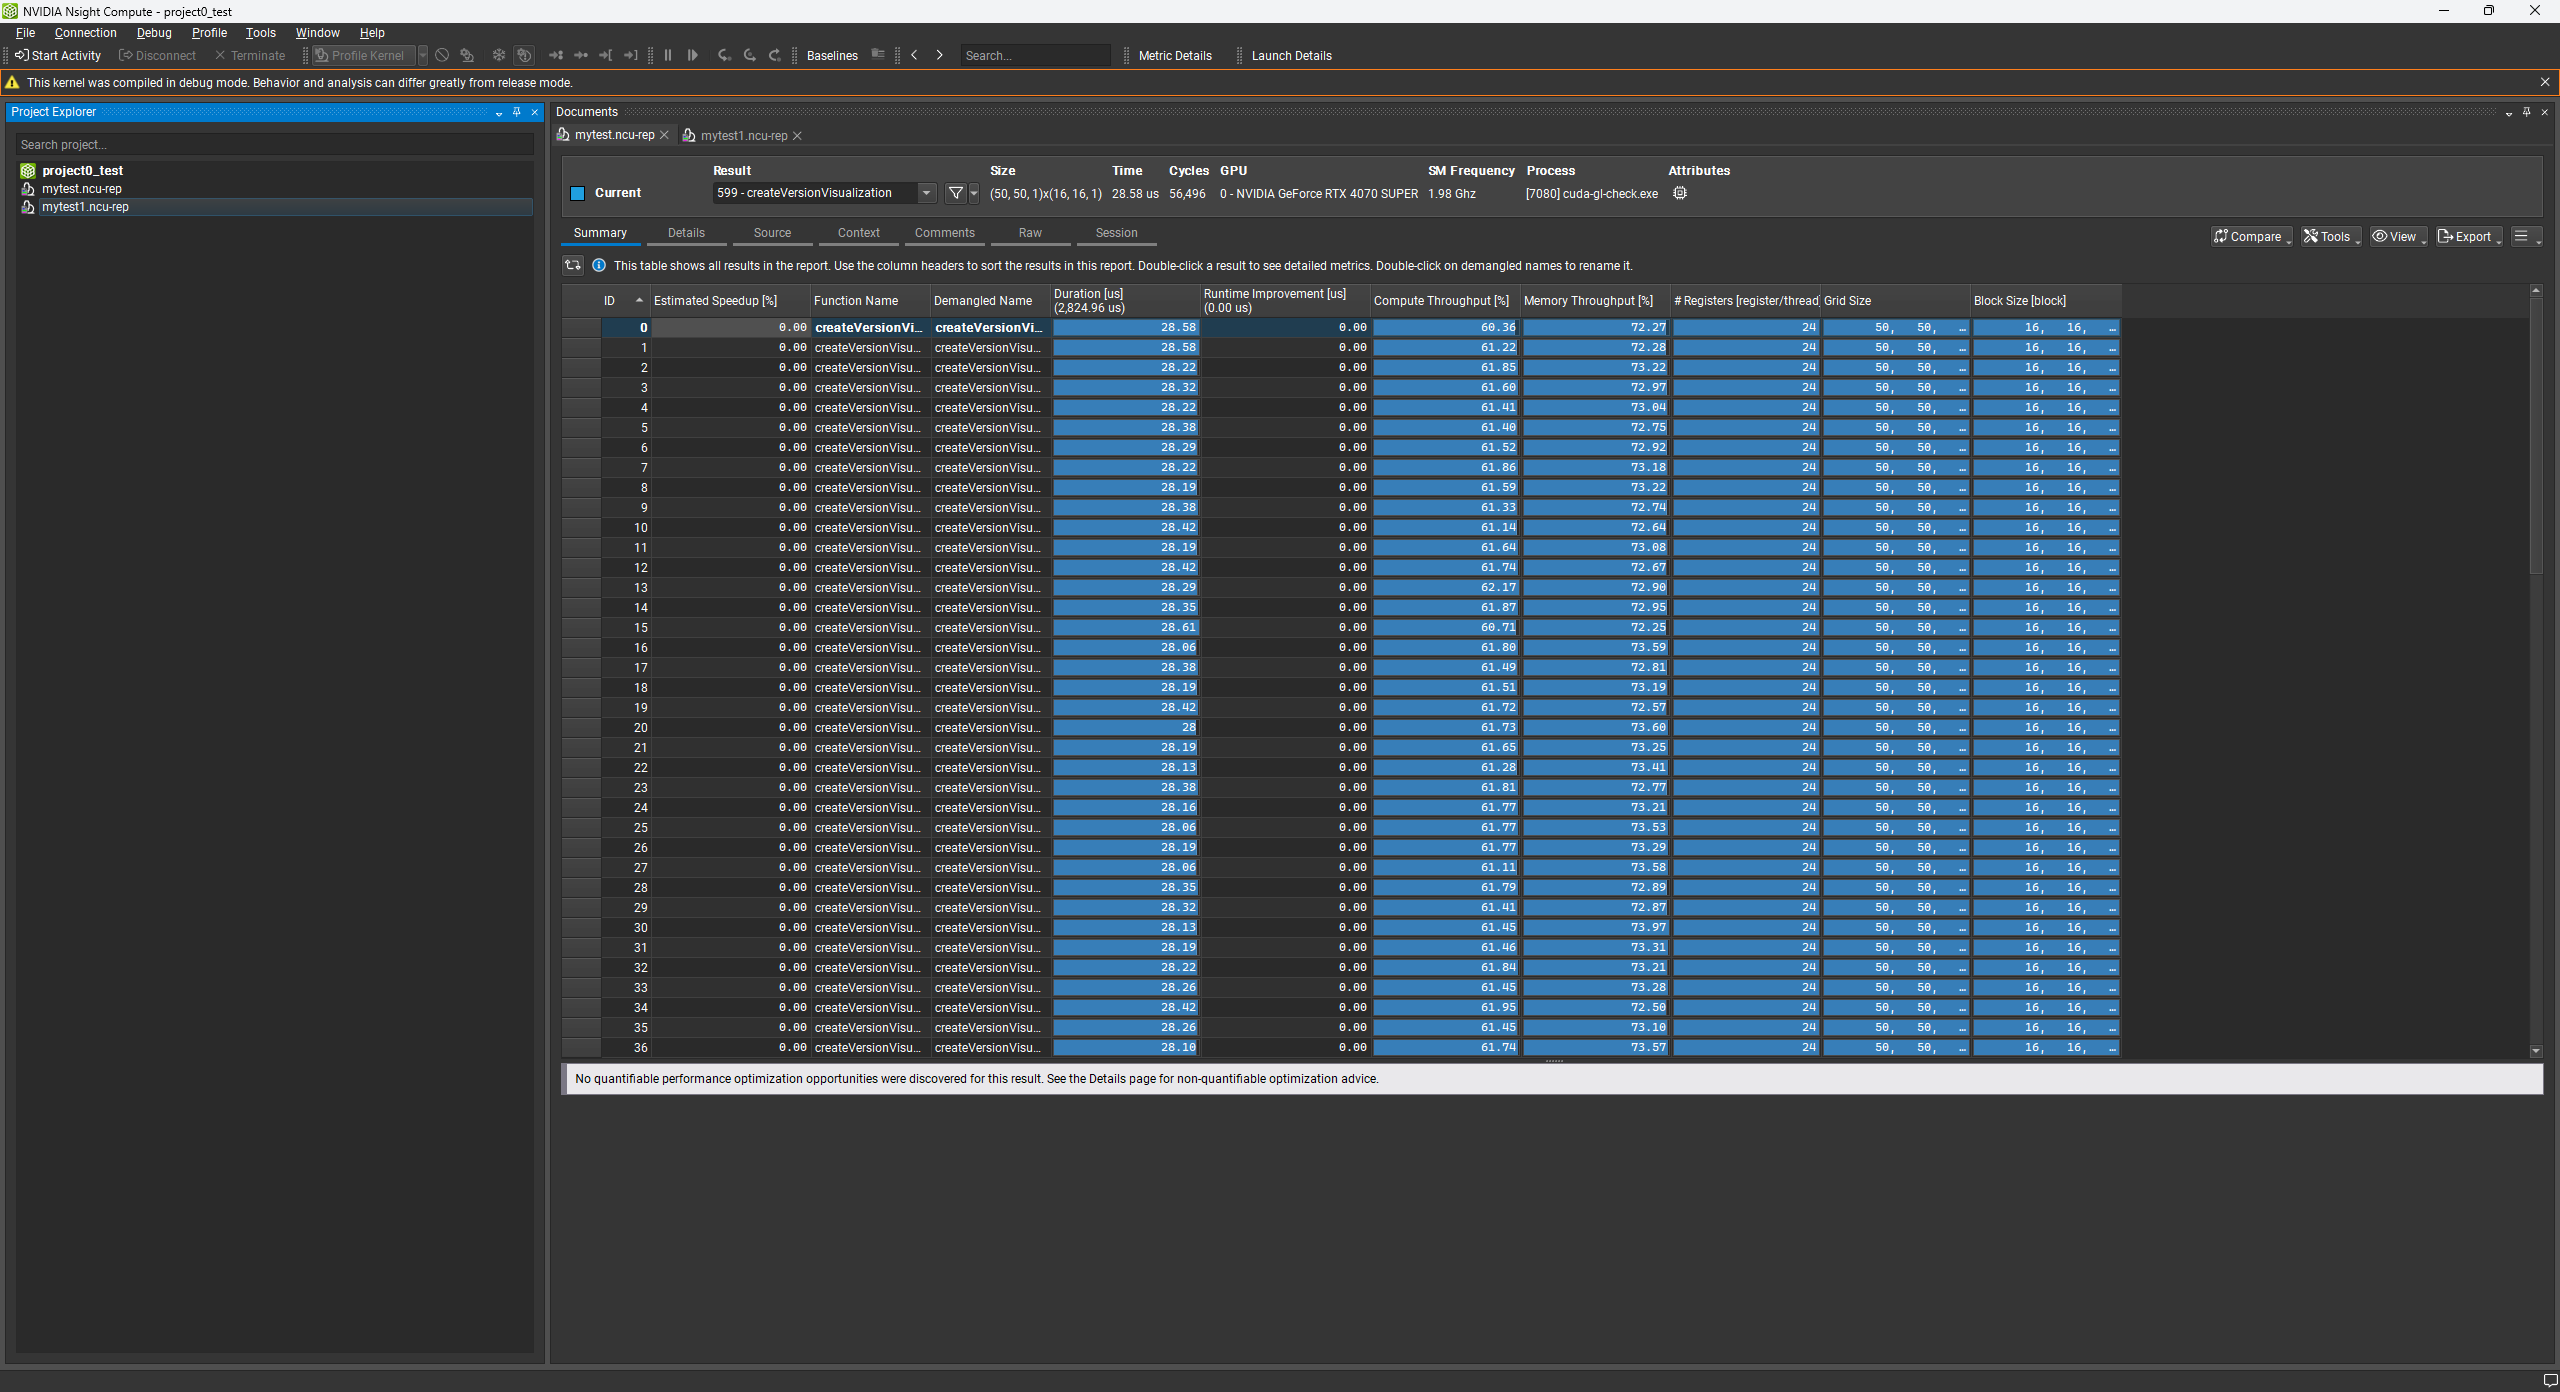 NVIDIA Nsight Compute - project0_test
File Connection Debug Profile Tools Window Help
Start Activity Disconnect Terminate Profile Kernel Baselines Search... Metric Details Launch Details
This kernel was compiled in debug mode. Behavior and analysis can differ greatly from release mode.
Project Explorer
Search project...
project0_test
mytest.ncu-rep
mytest1.ncu-rep
Documents
mytest.ncu-rep mytest1.ncu-rep
Result Size Time Cycles GPU SM Frequency Process Attributes
Current 599 - createVersionVisualization (50, 50, 1)x(16, 16, 1) 28.58 us 56,496 0 - NVIDIA GeForce RTX 4070 SUPER 1.98 Ghz [7080] cuda-gl-check.exe
Summary Details Source Context Comments Raw Session Compare Tools View Export
This table shows all results in the report. Use the column headers to sort the results in this report. Double-click a result to see detailed metrics. Double-click on demangled names to rename it.
ID Estimated Speedup [%] Function Name Demangled Name Duration [us] (2,824.96 us) Runtime Improvement [us] (0.00 us) Compute Throughput [%] Memory Throughput [%] # Registers [register/thread] Grid Size Block Size [block]
0 0.00 createVersionVi... createVersionVi... 28.58 0.00 60.36 72.27 24 50, 50, ... 16, 16, ...
1 0.00 createVersionVisu... createVersionVisu... 28.58 0.00 61.22 72.28 24 50, 50, ... 16, 16, ...
2 0.00 createVersionVisu... createVersionVisu... 28.22 0.00 61.85 73.22 24 50, 50, ... 16, 16, ...
3 0.00 createVersionVisu... createVersionVisu... 28.32 0.00 61.60 72.97 24 50, 50, ... 16, 16, ...
4 0.00 createVersionVisu... createVersionVisu... 28.22 0.00 61.41 73.04 24 50, 50, ... 16, 16, ...
5 0.00 createVersionVisu... createVersionVisu... 28.38 0.00 61.40 72.75 24 50, 50, ... 16, 16, ...
6 0.00 createVersionVisu... createVersionVisu... 28.29 0.00 61.52 72.92 24 50, 50, ... 16, 16, ...
7 0.00 createVersionVisu... createVersionVisu... 28.22 0.00 61.86 73.18 24 50, 50, ... 16, 16, ...
8 0.00 createVersionVisu... createVersionVisu... 28.19 0.00 61.59 73.22 24 50, 50, ... 16, 16, ...
9 0.00 createVersionVisu... createVersionVisu... 28.38 0.00 61.33 72.74 24 50, 50, ... 16, 16, ...
10 0.00 createVersionVisu... createVersionVisu... 28.42 0.00 61.14 72.64 24 50, 50, ... 16, 16, ...
11 0.00 createVersionVisu... createVersionVisu... 28.19 0.00 61.64 73.08 24 50, 50, ... 16, 16, ...
12 0.00 createVersionVisu... createVersionVisu... 28.42 0.00 61.74 72.67 24 50, 50, ... 16, 16, ...
13 0.00 createVersionVisu... createVersionVisu... 28.29 0.00 62.17 72.90 24 50, 50, ... 16, 16, ...
14 0.00 createVersionVisu... createVersionVisu... 28.35 0.00 61.87 72.95 24 50, 50, ... 16, 16, ...
15 0.00 createVersionVisu... createVersionVisu... 28.61 0.00 60.71 72.25 24 50, 50, ... 16, 16, ...
16 0.00 createVersionVisu... createVersionVisu... 28.06 0.00 61.80 73.59 24 50, 50, ... 16, 16, ...
17 0.00 createVersionVisu... createVersionVisu... 28.38 0.00 61.49 72.81 24 50, 50, ... 16, 16, ...
18 0.00 createVersionVisu... createVersionVisu... 28.19 0.00 61.51 73.19 24 50, 50, ... 16, 16, ...
19 0.00 createVersionVisu... createVersionVisu... 28.42 0.00 61.72 72.57 24 50, 50, ... 16, 16, ...
20 0.00 createVersionVisu... createVersionVisu... 28 0.00 61.73 73.60 24 50, 50, ... 16, 16, ...
21 0.00 createVersionVisu... createVersionVisu... 28.19 0.00 61.65 73.25 24 50, 50, ... 16, 16, ...
22 0.00 createVersionVisu... createVersionVisu... 28.13 0.00 61.28 73.41 24 50, 50, ... 16, 16, ...
23 0.00 createVersionVisu... createVersionVisu... 28.38 0.00 61.81 72.77 24 50, 50, ... 16, 16, ...
24 0.00 createVersionVisu... createVersionVisu... 28.16 0.00 61.77 73.21 24 50, 50, ... 16, 16, ...
25 0.00 createVersionVisu... createVersionVisu... 28.06 0.00 61.77 73.53 24 50, 50, ... 16, 16, ...
26 0.00 createVersionVisu... createVersionVisu... 28.19 0.00 61.77 73.29 24 50, 50, ... 16, 16, ...
27 0.00 createVersionVisu... createVersionVisu... 28.06 0.00 61.11 73.58 24 50, 50, ... 16, 16, ...
28 0.00 createVersionVisu... createVersionVisu... 28.35 0.00 61.79 72.89 24 50, 50, ... 16, 16, ...
29 0.00 createVersionVisu... createVersionVisu... 28.32 0.00 61.41 72.87 24 50, 50, ... 16, 16, ...
30 0.00 createVersionVisu... createVersionVisu... 28.13 0.00 61.45 73.97 24 50, 50, ... 16, 16, ...
31 0.00 createVersionVisu... createVersionVisu... 28.19 0.00 61.46 73.31 24 50, 50, ... 16, 16, ...
32 0.00 createVersionVisu... createVersionVisu... 28.22 0.00 61.84 73.21 24 50, 50, ... 16, 16, ...
33 0.00 createVersionVisu... createVersionVisu... 28.26 0.00 61.45 73.28 24 50, 50, ... 16, 16, ...
34 0.00 createVersionVisu... createVersionVisu... 28.42 0.00 61.95 72.50 24 50, 50, ... 16, 16, ...
35 0.00 createVersionVisu... createVersionVisu... 28.26 0.00 61.45 73.10 24 50, 50, ... 16, 16, ...
36 0.00 createVersionVisu... createVersionVisu... 28.10 0.00 61.74 73.57 24 50, 50, ... 16, 16, ...
No quantifiable performance optimization opportunities were discovered for this result. See the Details page for non-quantifiable optimization advice.